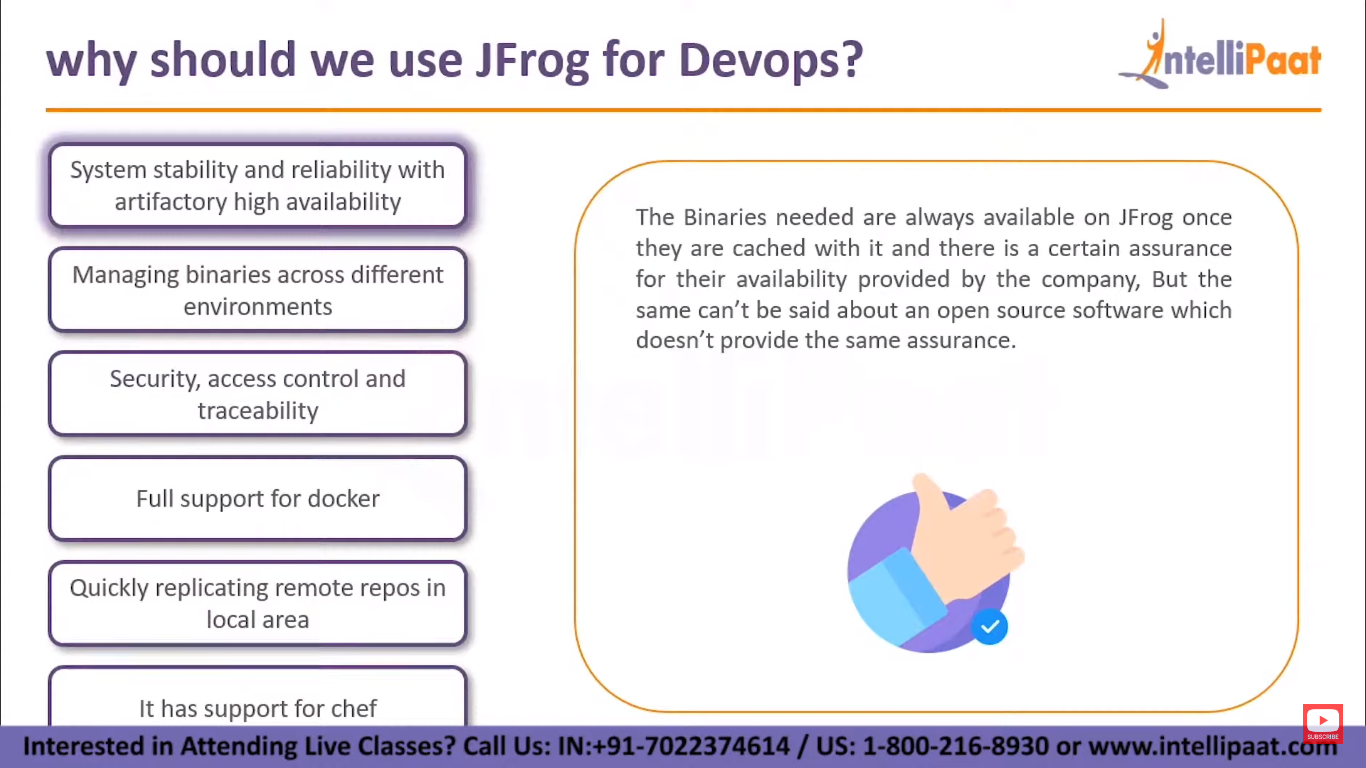 why should we use JFrog for Devops?
IntelliPaat
System stability and reliability with
artifactory high availability
Managing binaries across different
environments
Security, access control and
traceability
Full support for docker
Quickly replicating remote repos in
local area
It has support for chef
The Binaries needed are always available on JFrog once
they are cached with it and there is a certain assurance
for their availability provided by the company, But the
same can’t be said about an open source software which
doesn’t provide the same assurance.
SUBSCRIBE
Interested in Attending Live Classes? Call Us: IN:+91-7022374614 / US: 1-800-216-8930 or www.intellipaat.com